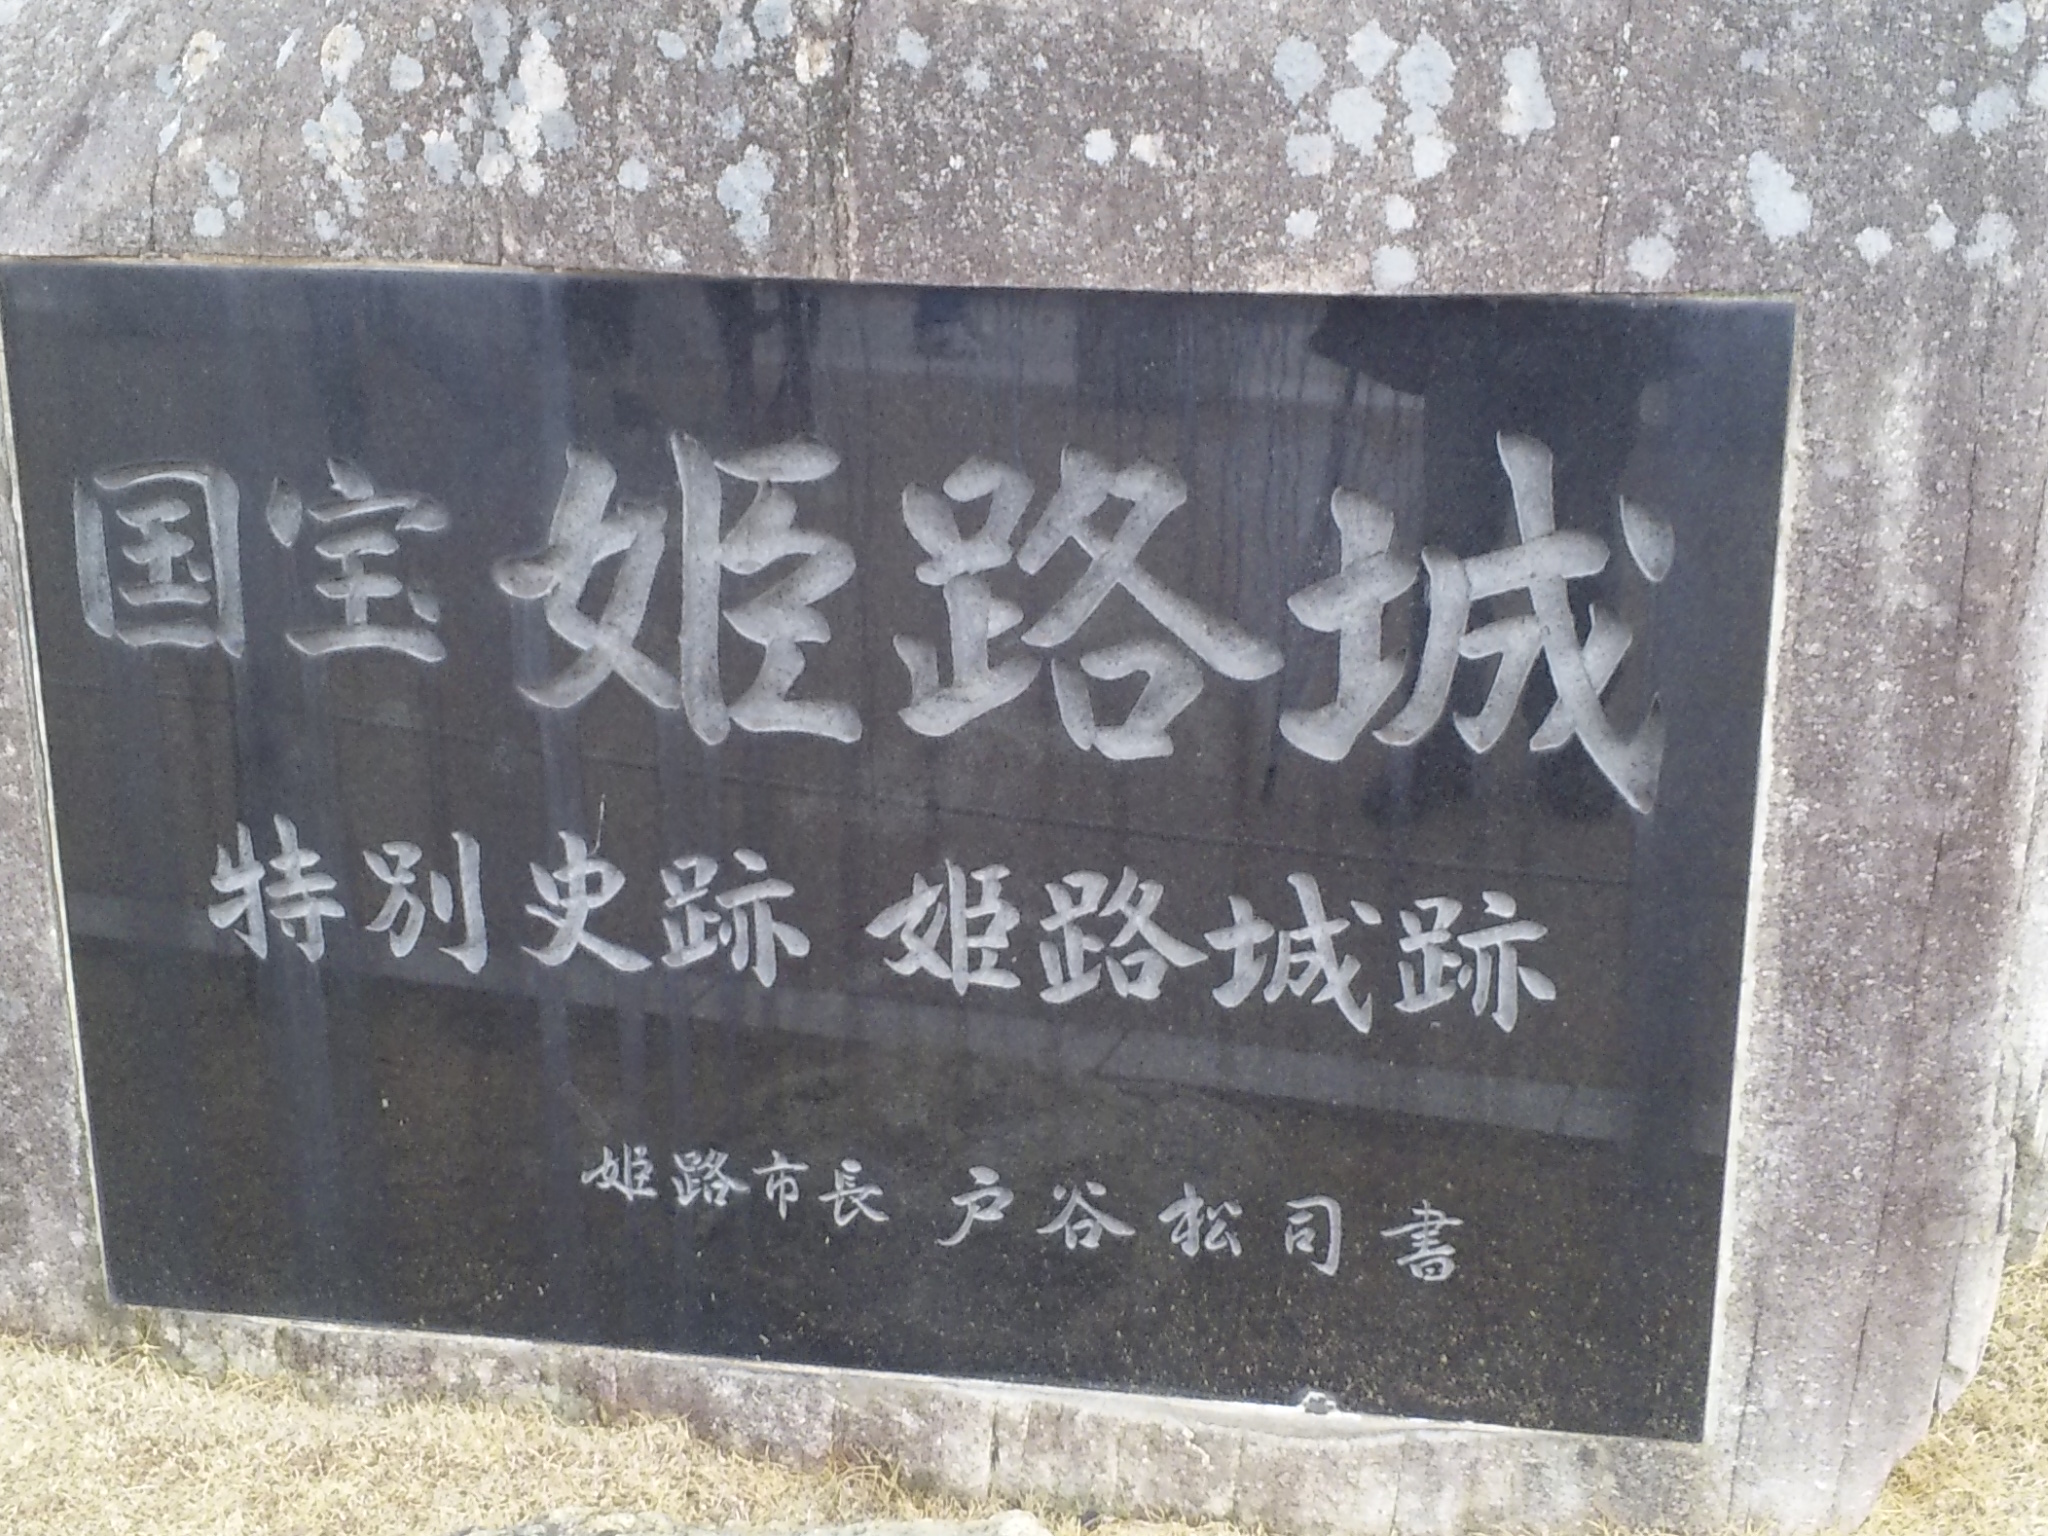 国宝 姫路城
特別史跡 姫路城跡
姫路市長 戸谷松司書